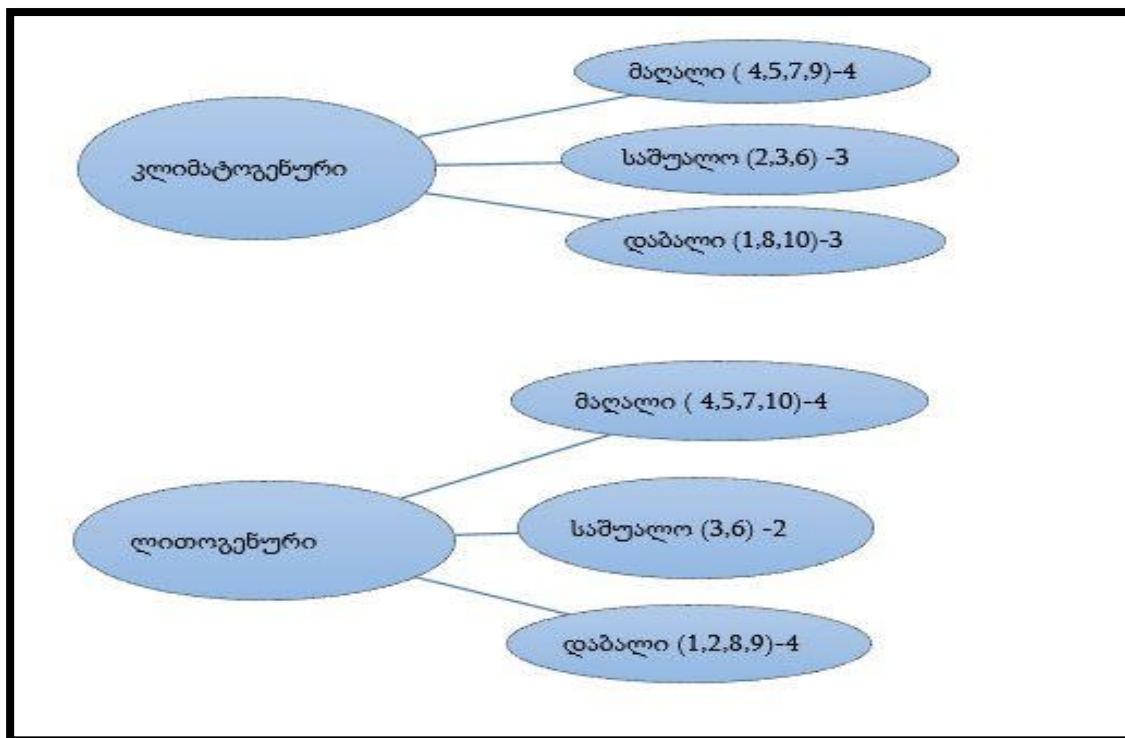 კლიმატოგენური
მაღალი ( 4,5,7,9)-4
საშუალო (2,3,6) -3
დაბალი (1,8,10)-3
ლითოგენური
მაღალი ( 4,5,7,10)-4
საშუალო (3,6) -2
დაბალი (1,2,8,9)-4